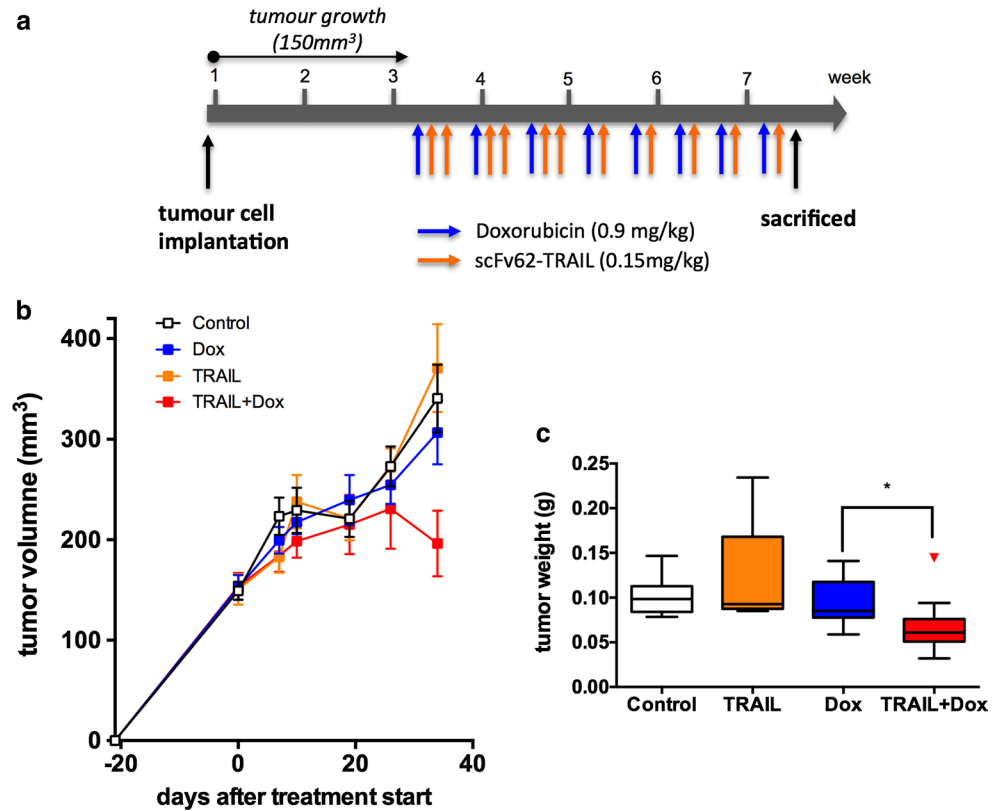 a
tumour growth
(150mm³)
1 2 3 4 5 6 7 week
tumour cell
implantation
sacrificed
Doxorubicin (0.9 mg/kg)
scFv62-TRAIL (0.15mg/kg)
b
Control
Dox
TRAIL
TRAIL+Dox
400
300
200
100
0
tumor volumne (mm³)
-20 0 20 40
days after treatment start
c
*
0.25
0.20
0.15
0.10
0.05
0.00
tumor weight (g)
Control TRAIL Dox TRAIL+Dox